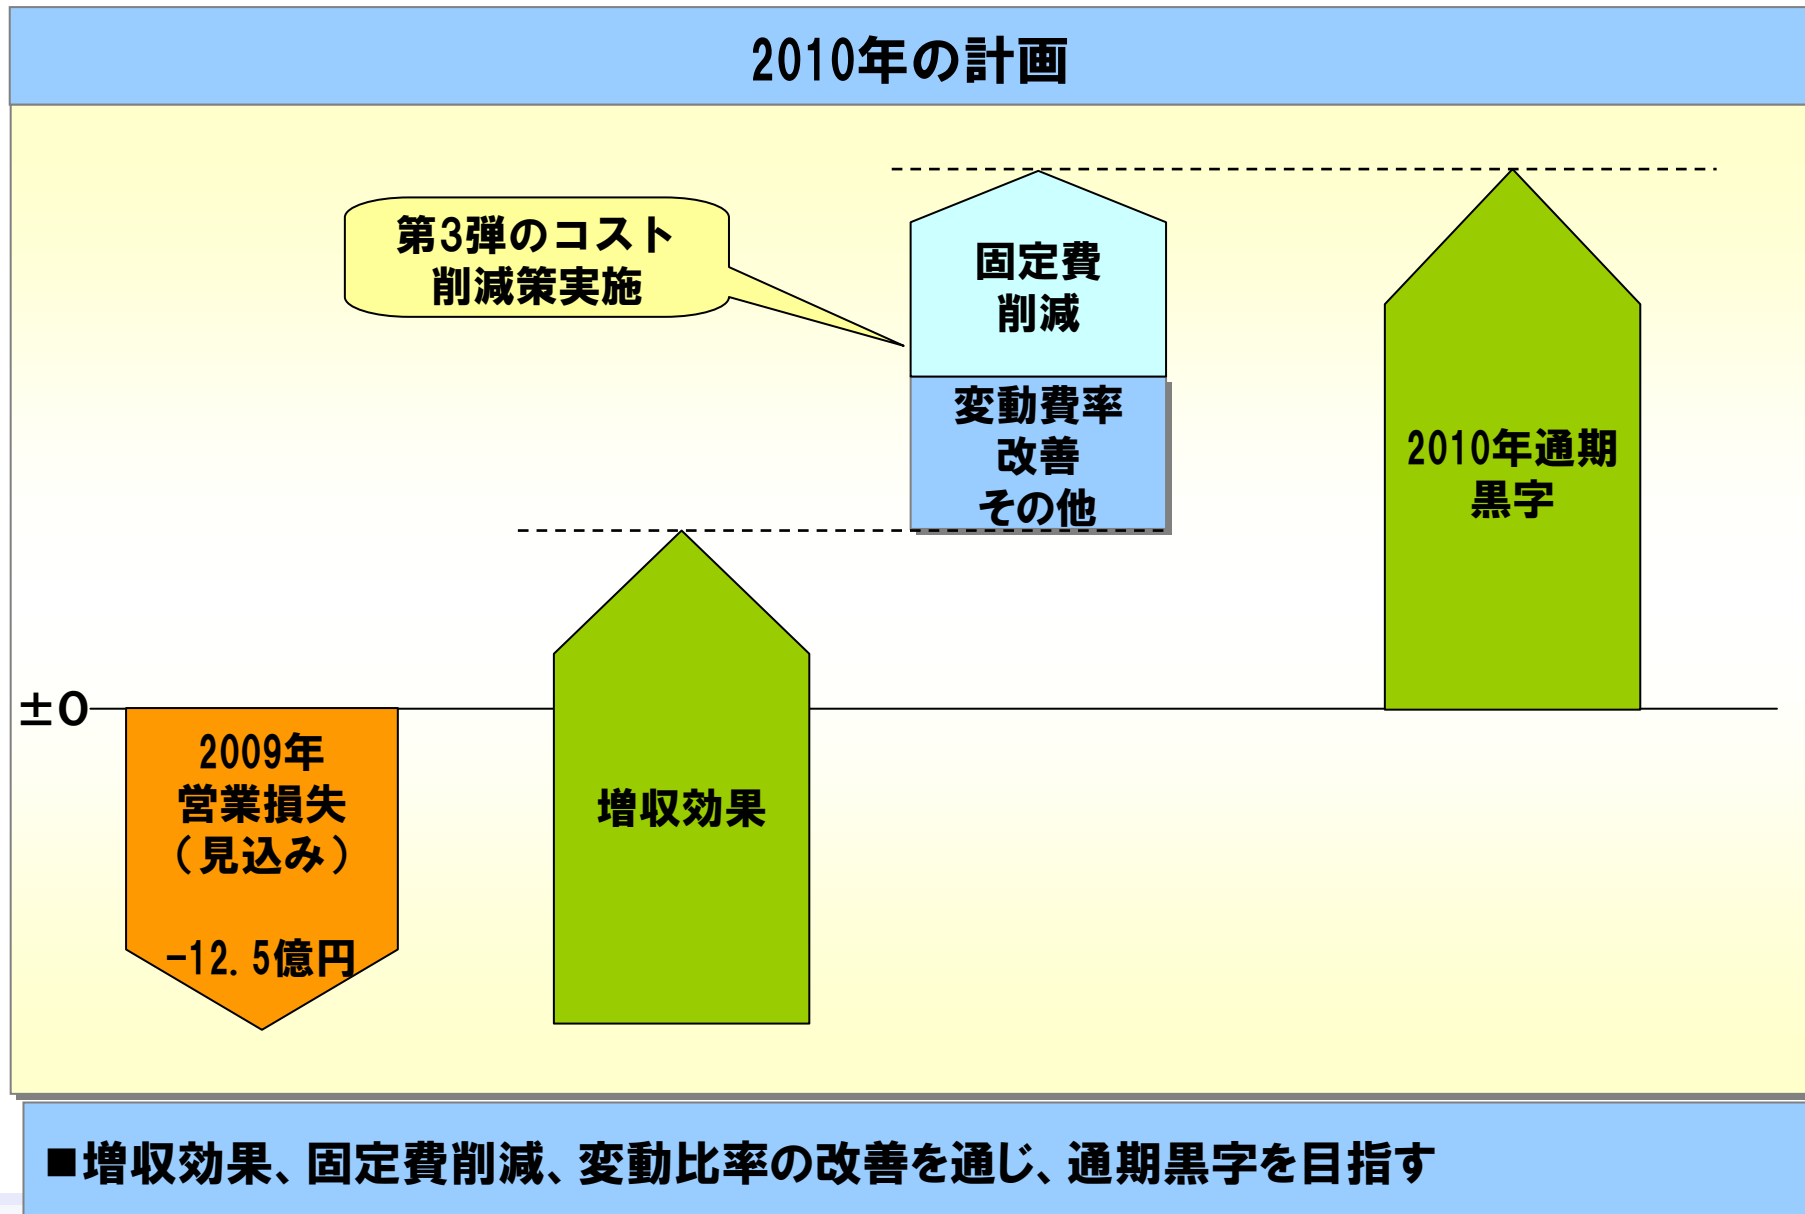 2010年の計画
第3弾のコスト
削減策実施
固定費
削減
変動費率
改善
その他
2010年通期
黒字
±0
2009年
営業損失
（見込み）
-12.5億円
増収効果
■増収効果、固定費削減、変動比率の改善を通じ、通期黒字を目指す